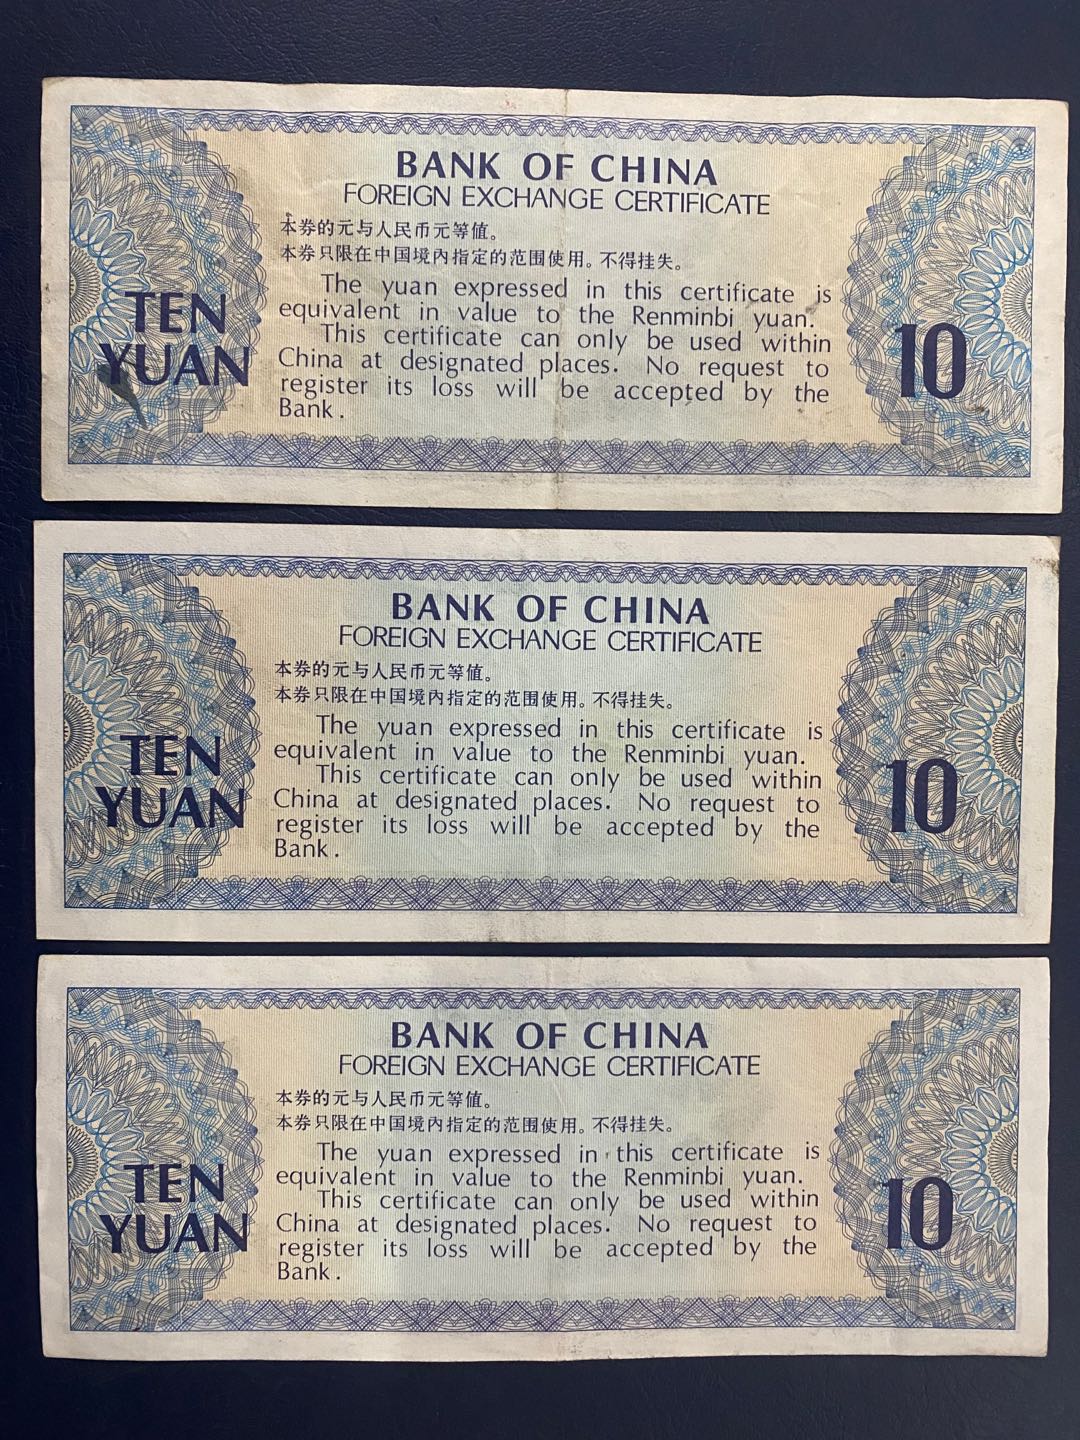 BANK OF CHINA
FOREIGN EXCHANGE CERTIFICATE
本券的元与人民币元等值。
本券只限在中国境内指定的范围使用。不得挂失。
The yuan expressed in this certificate is
equivalent in value to the Renminbi yuan.
This certificate can only be used within
China at designated places. No request to
register its loss will be accepted by the
Bank.
TEN
YUAN
10
BANK OF CHINA
FOREIGN EXCHANGE CERTIFICATE
本券的元与人民币元等值。
本券只限在中国境内指定的范围使用。不得挂失。
The yuan expressed in this certificate is
equivalent in value to the Renminbi yuan.
This certificate can only be used within
China at designated places. No request to
register its loss will be accepted by the
Bank.
TEN
YUAN
10
BANK OF CHINA
FOREIGN EXCHANGE CERTIFICATE
本券的元与人民币元等值。
本券只限在中国境内指定的范围使用。不得挂失。
The yuan expressed in this certificate is
equivalent in value to the Renminbi yuan.
This certificate can only be used within
China at designated places. No request to
register its loss will be accepted by the
Bank.
TEN
YUAN
10